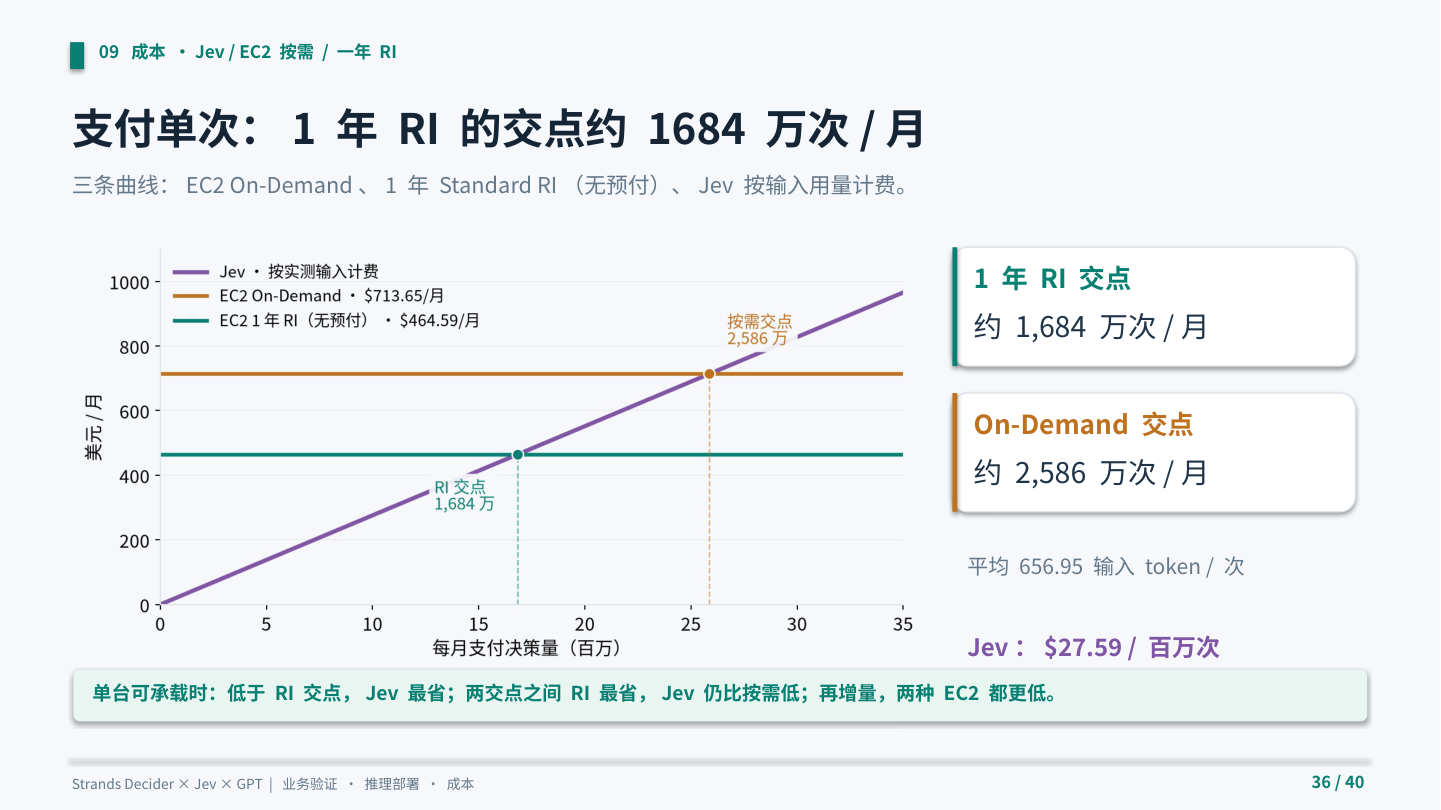 09 成本 · Jev / EC2 按需 / 一年 RI
支付单次： 1 年 RI 的交点约 1684 万次 / 月
三条曲线： EC2 On-Demand 、 1 年 Standard RI （无预付）、 Jev 按输入用量计费。
Jev · 按实测输入计费
EC2 On-Demand · $713.65/月
EC2 1 年 RI（无预付） · $464.59/月
1000
800
600
400
200
0
美元 / 月
按需交点
2,586 万
RI 交点
1,684 万
0 5 10 15 20 25 30 35
每月支付决策量（百万）
1 年 RI 交点
约 1,684 万次 / 月
On-Demand 交点
约 2,586 万次 / 月
平均 656.95 输入 token / 次
Jev： $27.59 / 百万次
单台可承载时：低于 RI 交点， Jev 最省；两交点之间 RI 最省， Jev 仍比按需低；再增量，两种 EC2 都更低。
Strands Decider × Jev × GPT | 业务验证 · 推理部署 · 成本
36 / 40